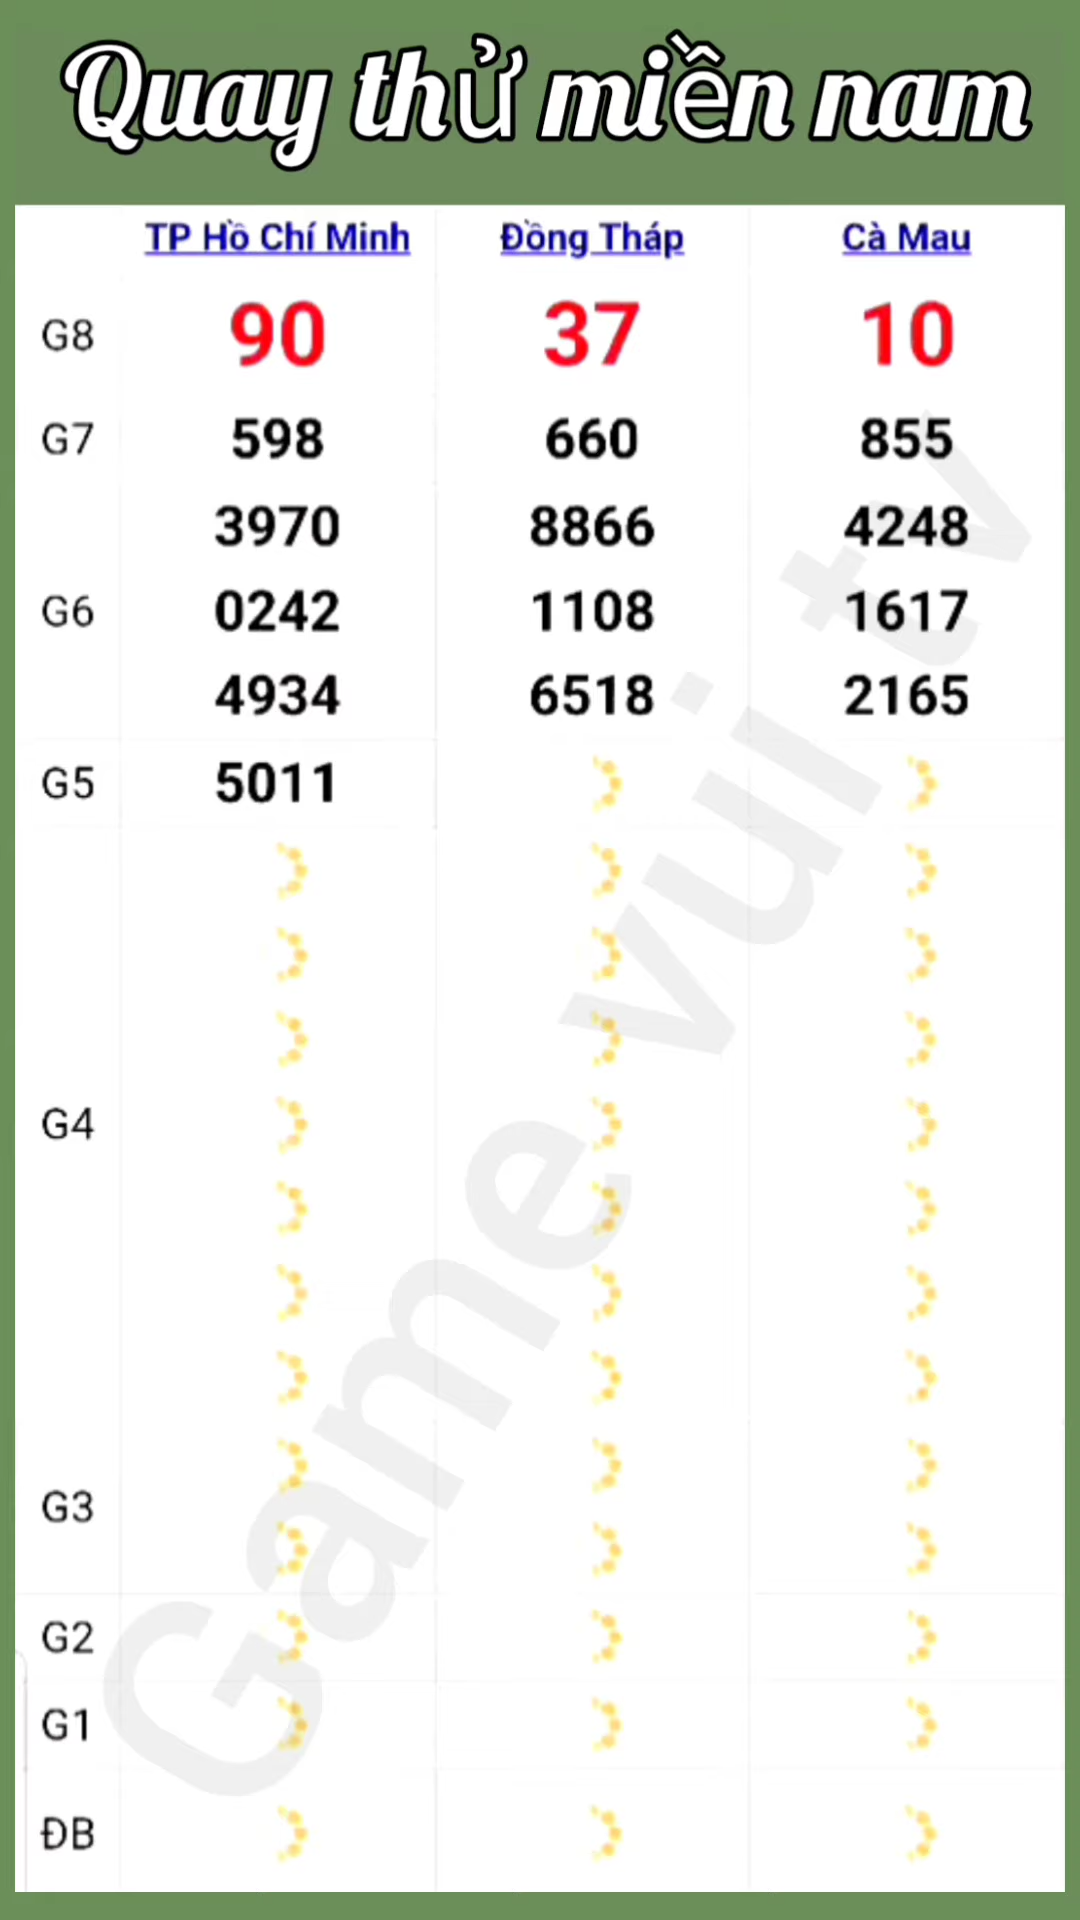 Quay thử miền nam
TP Hồ Chí Minh Đồng Tháp Cà Mau
G8 90 37 10
G7 598 660 855
3970 8866 4248
G6 0242 1108 1617
4934 6518 2165
G5 5011
G4
G3
G2
G1
ĐB
Game vui tv